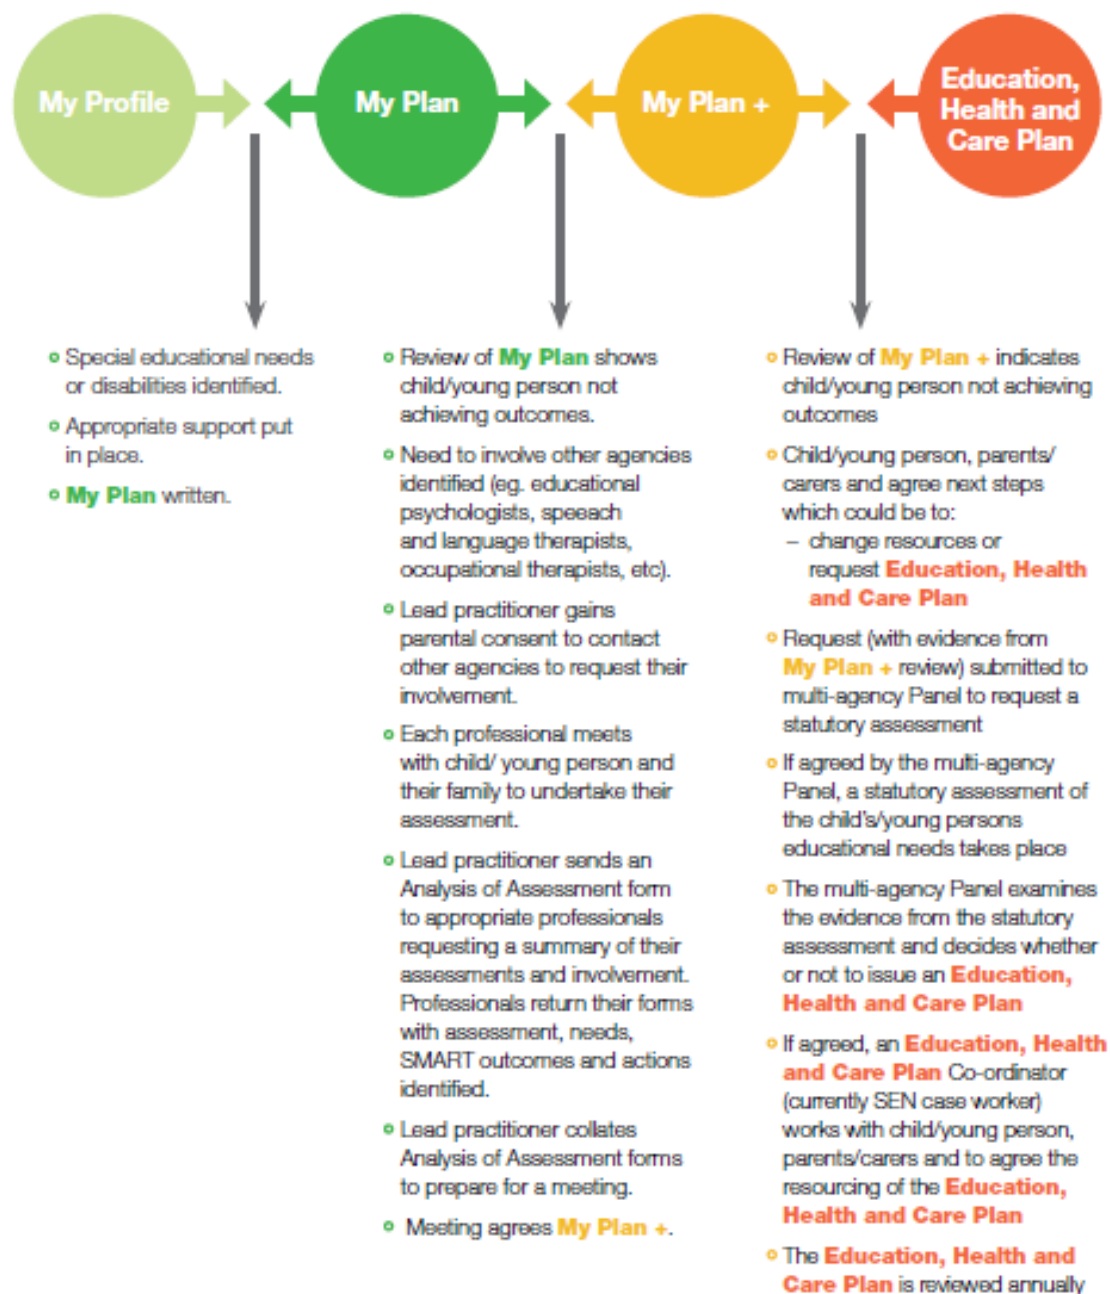 My Profile
My Plan
My Plan +
Education,
Health and
Care Plan
Special educational needs
or disabilities identified.
Appropriate support put
in place.
My Plan written.
Review of My Plan shows
child/young person not
achieving outcomes.
Need to involve other agencies
identified (eg. educational
psychologists, speeach
and language therapists,
occupational therapists, etc).
Lead practitioner gains
parental consent to contact
other agencies to request their
involvement.
Each professional meets
with child/ young person and
their family to undertake their
assessment.
Lead practitioner sends an
Analysis of Assessment form
to appropriate professionals
requesting a summary of their
assessments and involvement.
Professionals return their forms
with assessment, needs,
SMART outcomes and actions
identified.
Lead practitioner collates
Analysis of Assessment forms
to prepare for a meeting.
Meeting agrees My Plan +.
Review of My Plan + indicates
child/young person not achieving
outcomes
Child/young person, parents/
carers and agree next steps
which could be to:
– change resources or
request Education, Health
and Care Plan
Request (with evidence from
My Plan + review) submitted to
multi-agency Panel to request a
statutory assessment
If agreed by the multi-agency
Panel, a statutory assessment of
the child's/young persons
educational needs takes place
The multi-agency Panel examines
the evidence from the statutory
assessment and decides whether
or not to issue an Education,
Health and Care Plan
If agreed, an Education, Health
and Care Plan Co-ordinator
(currently SEN case worker)
works with child/young person,
parents/carers and to agree the
resourcing of the Education,
Health and Care Plan
The Education, Health and
Care Plan is reviewed annually